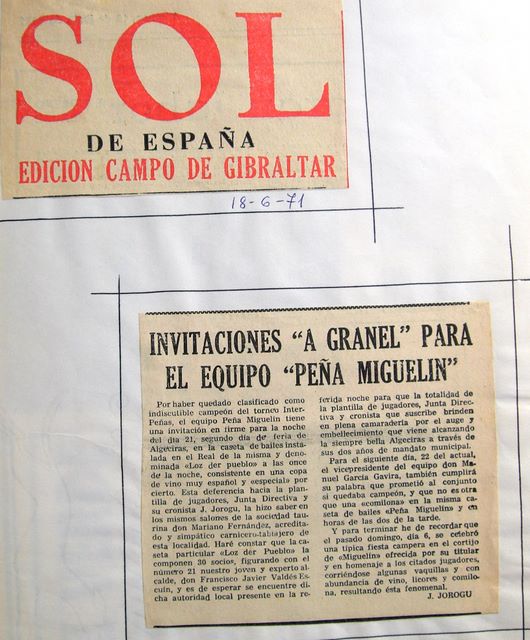 SOL
DE ESPAÑA
EDICION CAMPO DE GIBRALTAR
18-6-71
INVITACIONES “A GRANEL” PARA
EL EQUIPO “PEÑA MIGUELIN”
Por haber quedado clasificado como
indiscutible campeón del torneo Inter-
Peñas, el equipo Peña Miguelín tiene
una invitación en firme para la noche
del día 21, segundo día de feria de
Algeciras, en la caseta de bailes insta-
lada en el Real de la misma y deno-
minada «Loz der pueblo» a las once
de la noche, consistente en una copa
de vino muy español y «espesial» por
cierto. Esta deferencia hacia la plan-
tilla de jugadores, Junta Directiva y
su cronista J. Jorogu, la hizo saber en
los mismos salones de la sociedad tau-
rina don Mariano Fernández, acredita-
do y simpático carnicero-tablajero de
esta localidad. Haré constar que la ca-
seta particular «Loz der Pueblo» la
componen 20 socios, figurando con el
número 21 nuestro joven y experto al-
calde, don Francisco Javier Valdés Es-
cuín, y es de esperar se encuentre di-
cha autoridad local presente en la re-
ferida noche para que la totalidad de
la plantilla de jugadores, Junta Direc-
tiva y cronista que suscribe brinden
en plena camaradería por el auge y
embellecimiento que viene alcanzando
la siempre bella Algeciras a través de
sus dos años de mandato municipal.
Para el siguiente día, 22 del actual,
el vicepresidente del equipo don Ma-
nuel García Gavira, también cumplirá
su palabra que prometió al conjunto
si quedaba campeón, y que no es otra
que una «comilona» en la misma ca-
seta de bailes «Peña Miguelín» y en
horas de las dos de la tarde.
Y para terminar he de recordar que
el pasado domingo, día 6, se celebró
una típica fiesta campera en el cortijo
de «Miguelín» ofrecida por su titular
y en homenaje a los citados jugadores,
corriéndose algunas vaquillas y con
abundancia de vino, licores y comilo-
na, resultando ésta fenomenal.
J. JOROGU